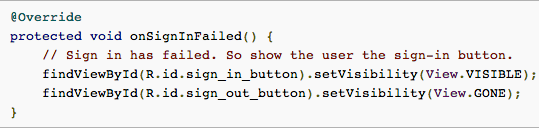 @Override
protected void onSignInFailed() {
    // Sign in has failed. So show the user the sign-in button.
    findViewById(R.id.sign_in_button).setVisibility(View.VISIBLE);
    findViewById(R.id.sign_out_button).setVisibility(View.GONE);
}